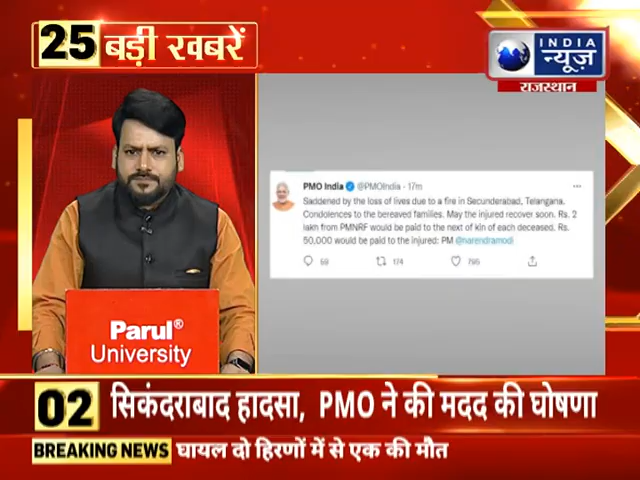 25 बड़ी खबरें
INDIA
न्यूज़
राजस्थान
PMO India @PMOIndia · 17m
Saddened by the loss of lives due to a fire in Secunderabad, Telangana.
Condolences to the bereaved families. May the injured recover soon. Rs. 2
lakh from PMNRF would be paid to the next of kin of each deceased. Rs.
50,000 would be paid to the injured: PM @narendramodi
59 174 795
Parul®
University
02 सिकंदराबाद हादसा, PMO ने की मदद की घोषणा
BREAKING NEWS घायल दो हिरणों में से एक की मौत